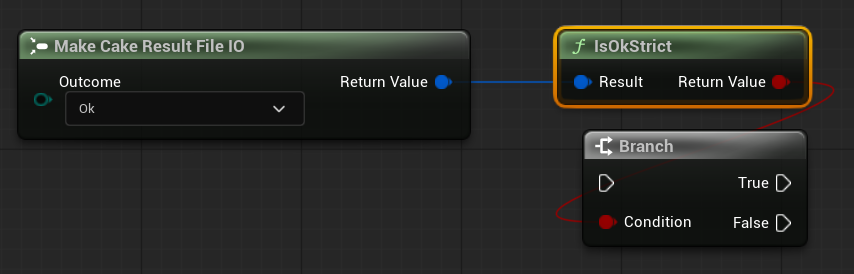 Make Cake Result File IO
Outcome
Ok
Return Value
IsOkStrict
Result
Return Value
Branch
True
Condition
False